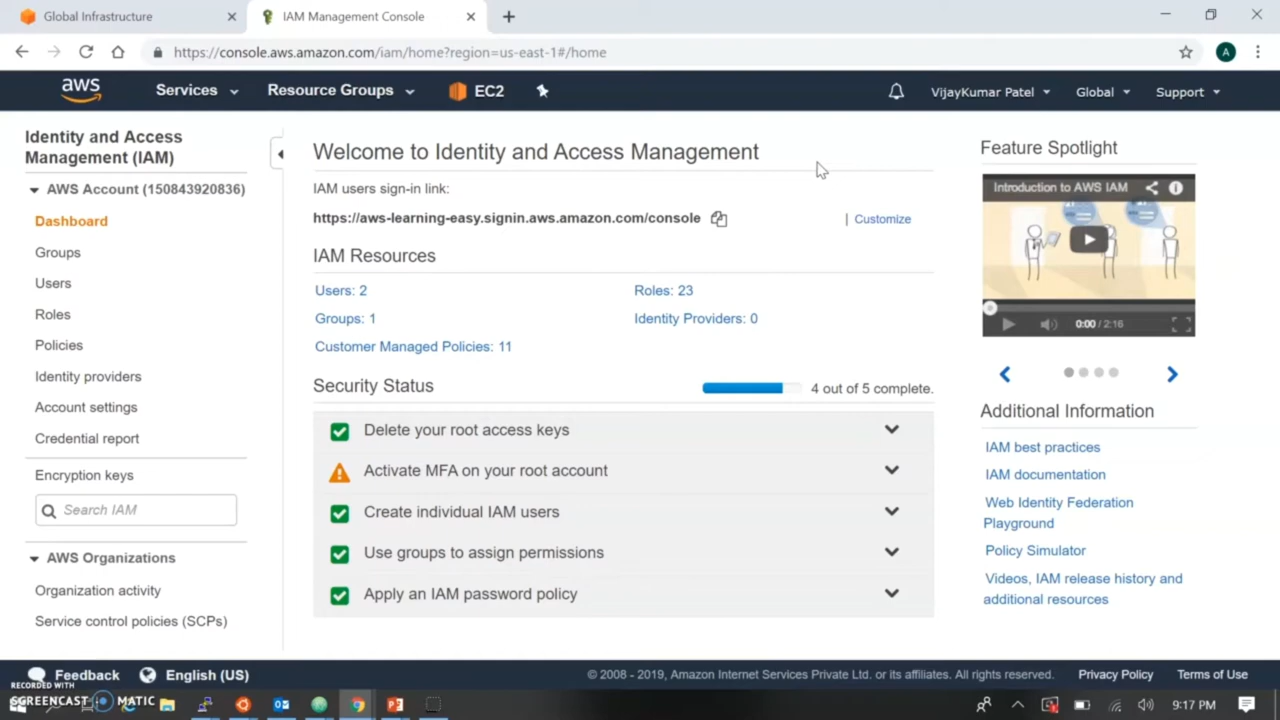 Global Infrastructure
IAM Management Console
https://console.aws.amazon.com/iam/home?region=us-east-1#/home
A
aws
Services
Resource Groups
EC2
VijayKumar Patel
Global
Support
Identity and Access
Management (IAM)
AWS Account (150843920836)
Dashboard
Groups
Users
Roles
Policies
Identity providers
Account settings
Credential report
Encryption keys
Search IAM
AWS Organizations
Organization activity
Service control policies (SCPs)
Welcome to Identity and Access Management
IAM users sign-in link:
https://aws-learning-easy.signin.aws.amazon.com/console
| Customize
IAM Resources
Users: 2
Roles: 23
Groups: 1
Identity Providers: 0
Customer Managed Policies: 11
Security Status
4 out of 5 complete.
Delete your root access keys
Activate MFA on your root account
Create individual IAM users
Use groups to assign permissions
Apply an IAM password policy
Feature Spotlight
Introduction to AWS IAM
0:00 / 2:16
Additional Information
IAM best practices
IAM documentation
Web Identity Federation
Playground
Policy Simulator
Videos, IAM release history and
additional resources
Feedback
English (US)
© 2008 - 2019, Amazon Internet Services Private Ltd. or its affiliates. All rights reserved.
Privacy Policy
Terms of Use
RECORDED WITH
SCREENCAST MATIC
9:17 PM